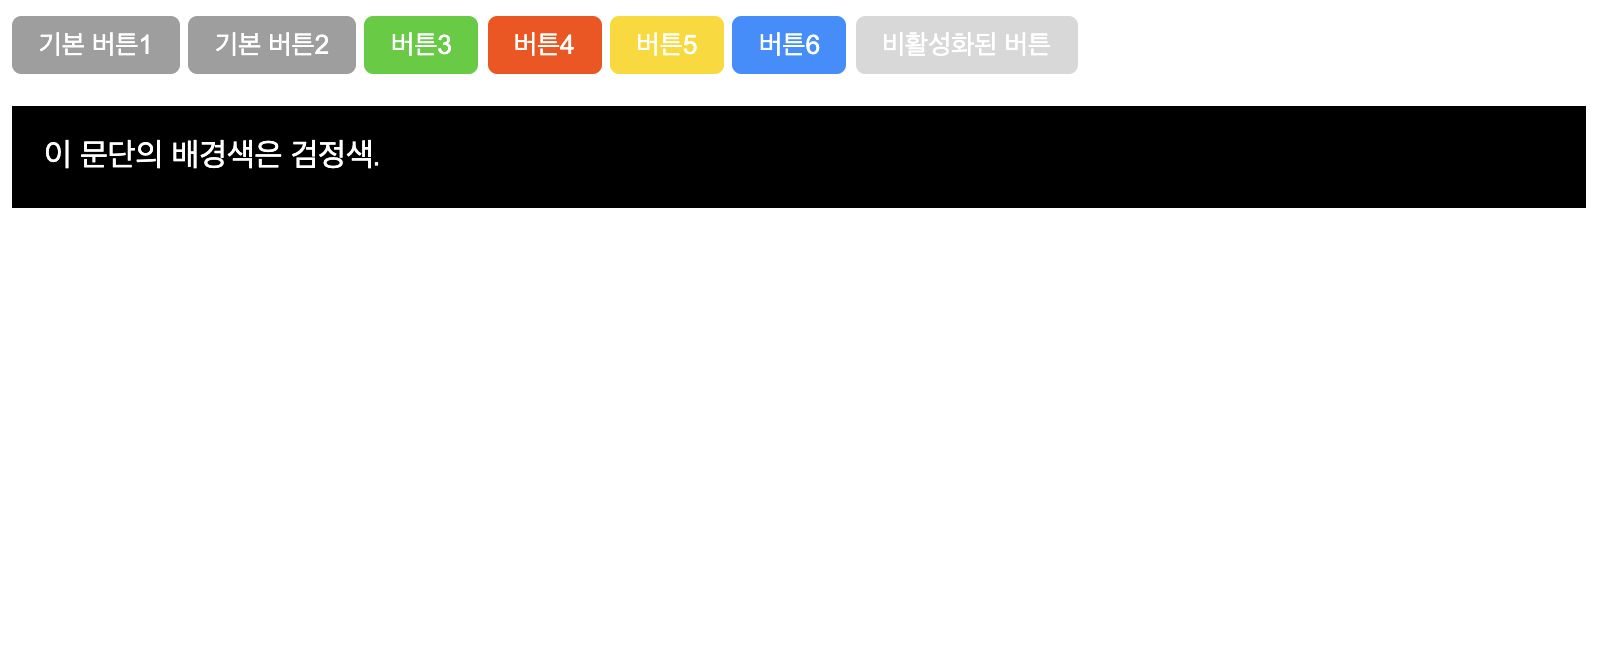 기본 버튼1 기본 버튼2 버튼3 버튼4 버튼5 버튼6 비활성화된 버튼
이 문단의 배경색은 검정색.